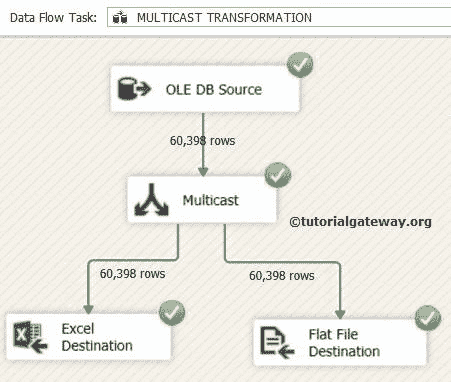 Data Flow Task: MULTICAST TRANSFORMATION
OLE DB Source
60,398 rows
Multicast
©tutorialgateway.org
60,398 rows
60,398 rows
Excel
Destination
Flat File
Destination